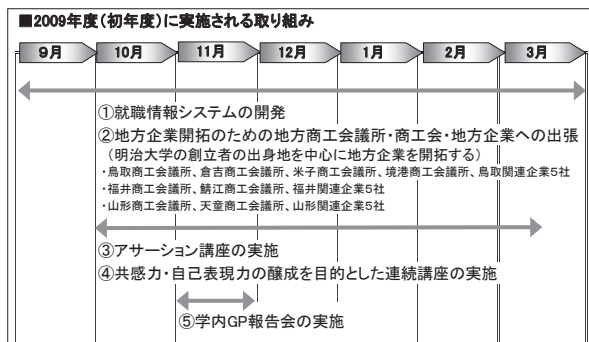 ■2009年度(初年度)に実施される取り組み
9月 10月 11月 12月 1月 2月 3月
①就職情報システムの開発
②地方企業開拓のための地方商工会議所・商工会・地方企業への出張
(明治大学の創立者の出身地を中心に地方企業を開拓する)
・鳥取商工会議所、倉吉商工会議所、米子商工会議所、境港商工会議所、鳥取関連企業5社
・福井商工会議所、鯖江商工会議所、福井関連企業5社
・山形商工会議所、天童商工会議所、山形関連企業5社
③アサーション講座の実施
④共感力・自己表現力の醸成を目的とした連続講座の実施
⑤学内GP報告会の実施